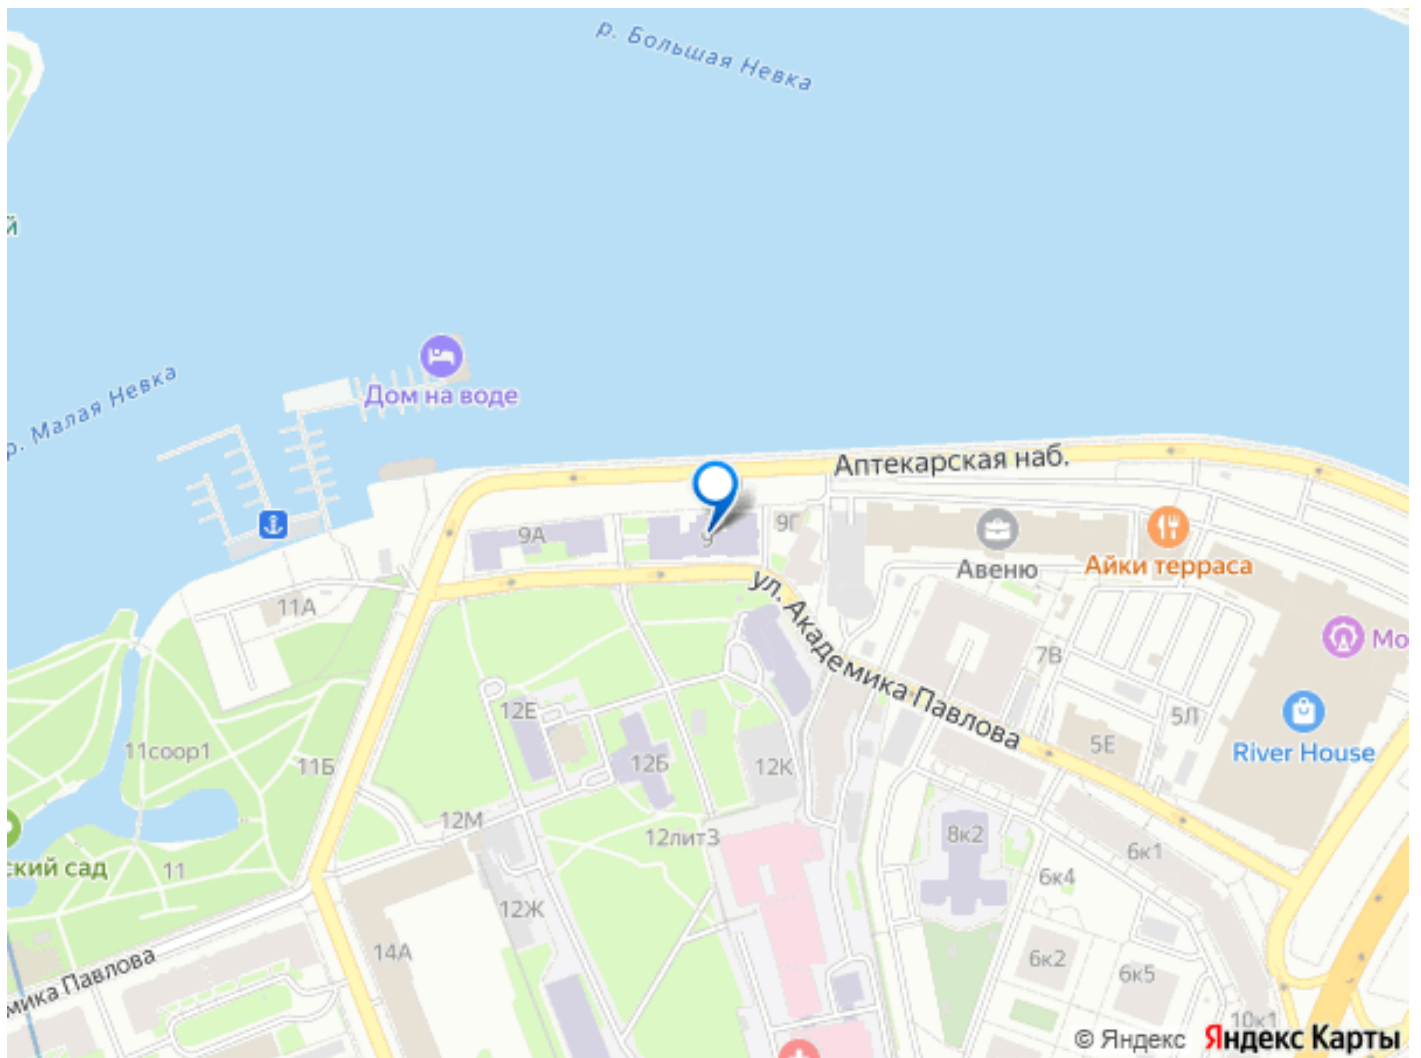 р. Большая Невка
й
Дом на воде
р. Малая Невка
Аптекарская наб.
9А
9
9Г
Авеню
Айки терраса
ул. Академика Павлова
11А
Мо
7В
12Е
5Л
11соор1
11Б
12Б
12К
5Е
River House
12М
12лит3
8к2
6к1
ский сад
11
6к4
12Ж
14А
6к2
6к5
мика Павлова
10к1
© Яндекс Яндекс Карты